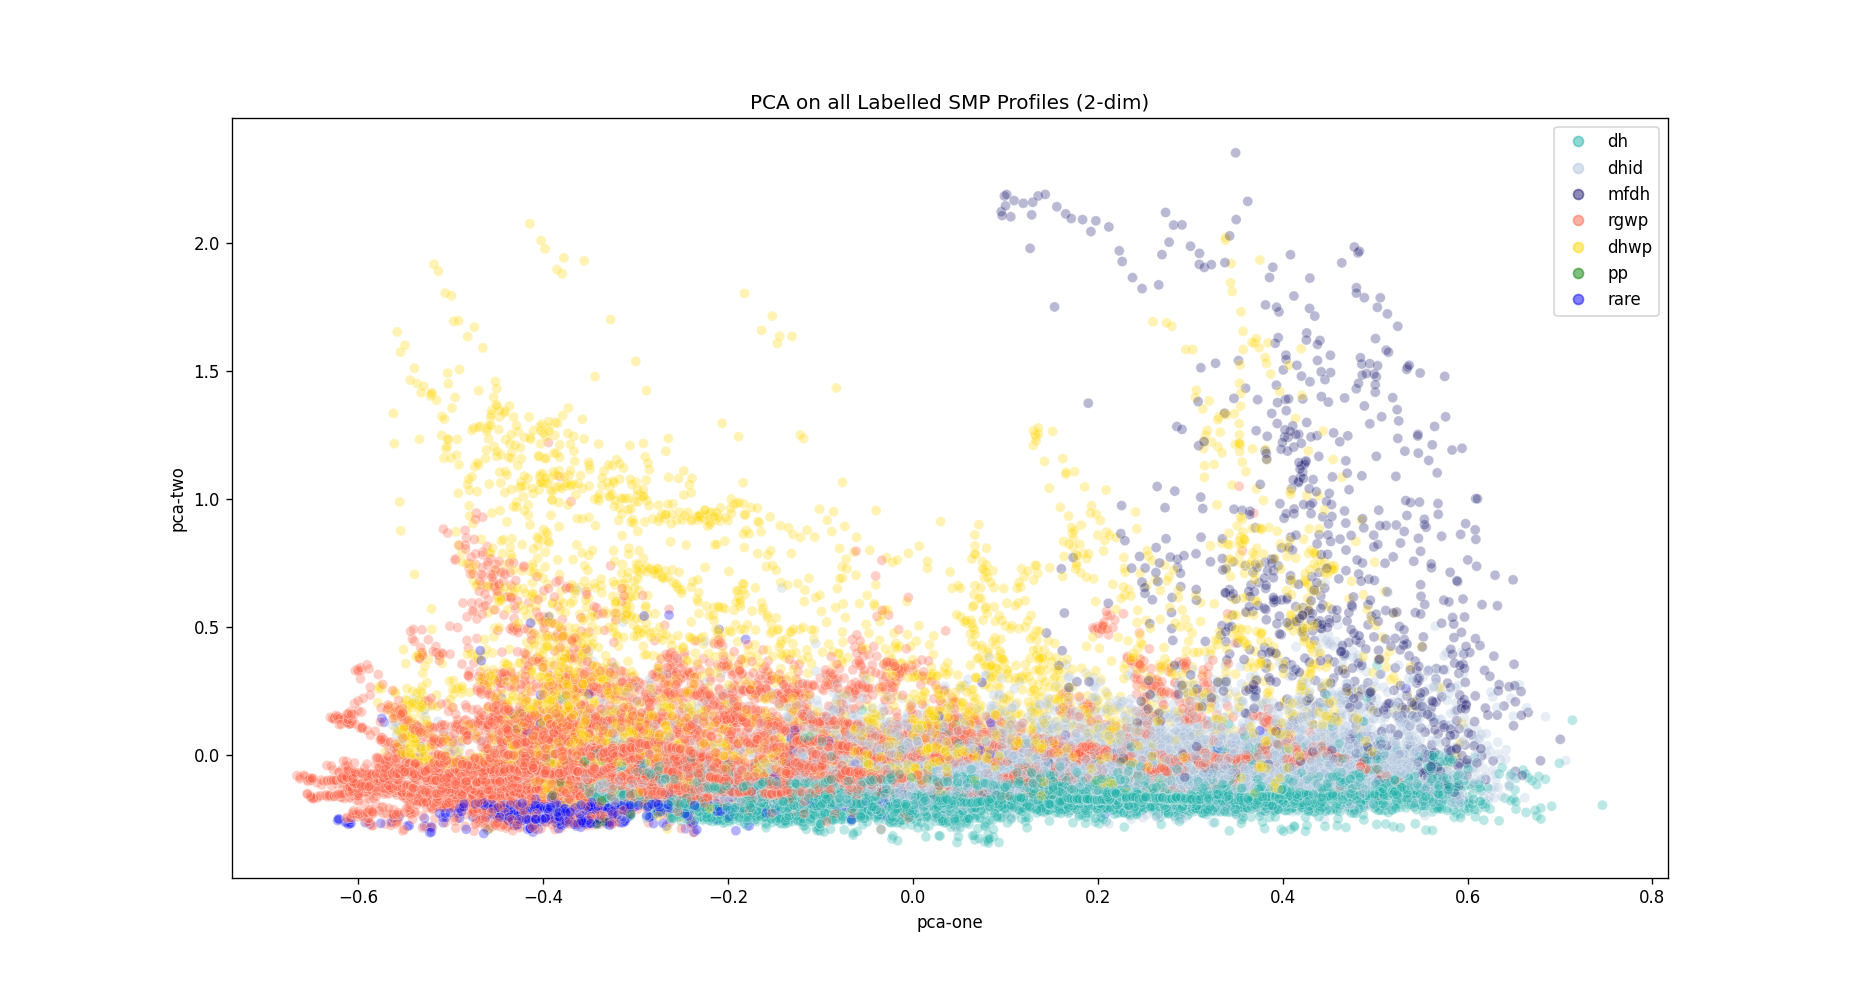 PCA on all Labelled SMP Profiles (2-dim)
dh
dhid
mfdh
rgwp
dhwp
pp
rare
pca-two
2.0
1.5
1.0
0.5
0.0
−0.6 −0.4 −0.2 0.0 0.2 0.4 0.6 0.8
pca-one